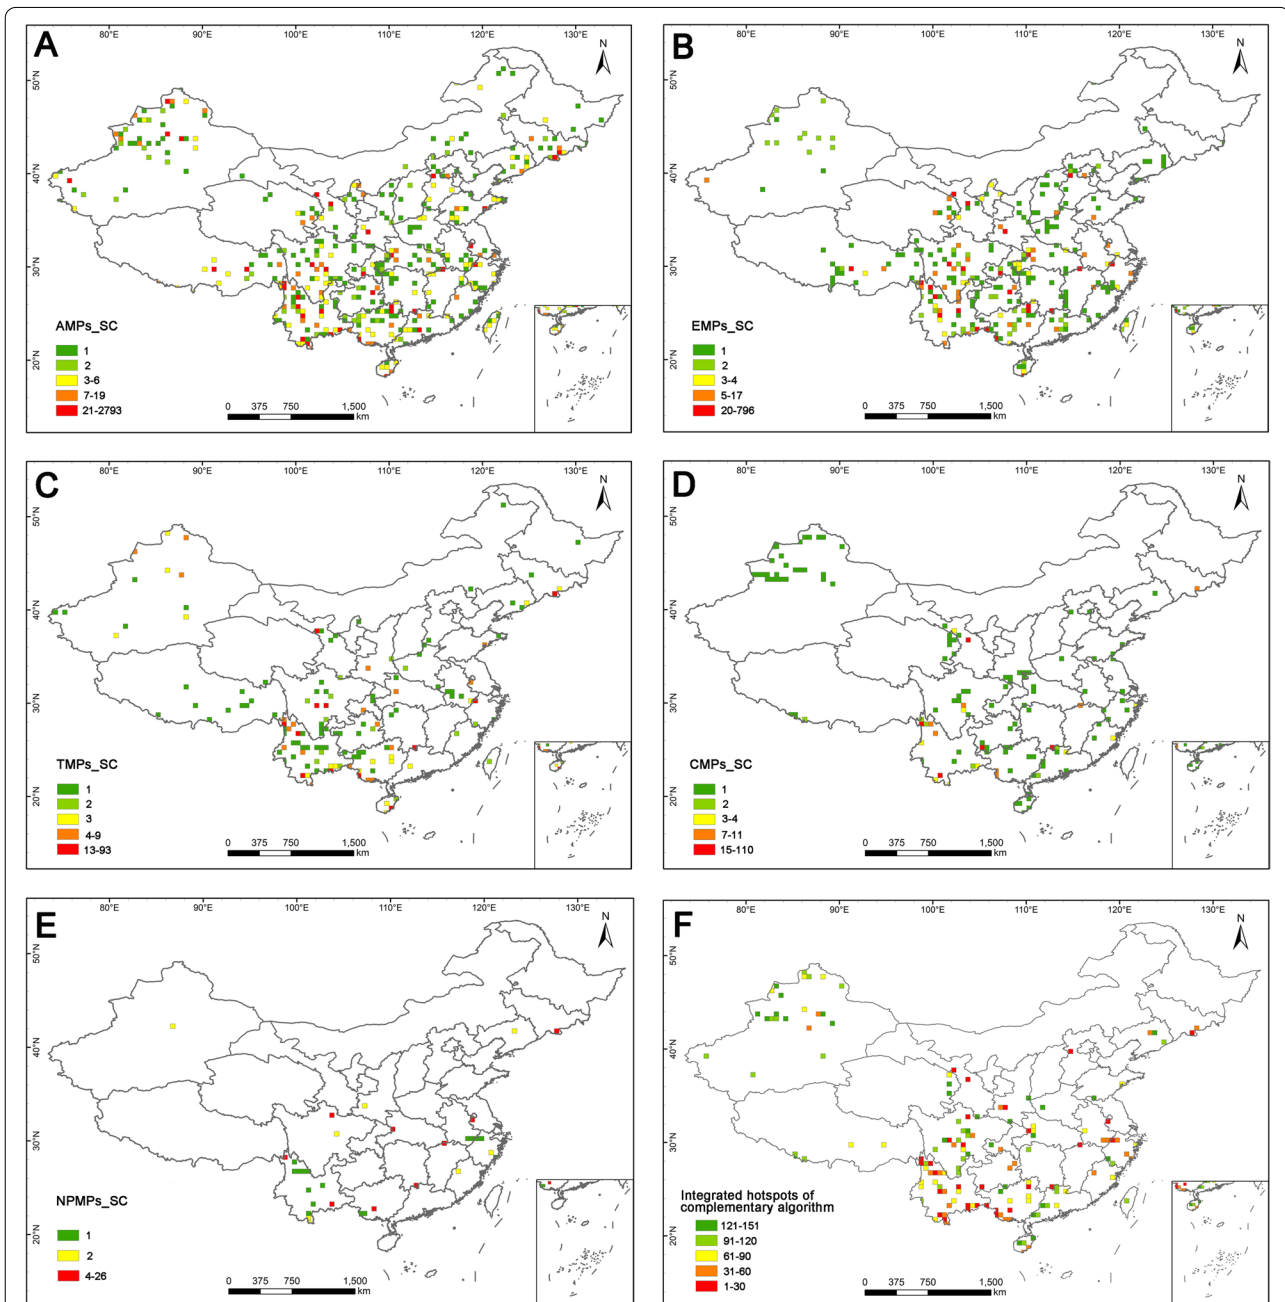 A
80°E 90°E 100°E 110°E 120°E 130°E
N
50°N
40°N
30°N
20°N
AMPs_SC
1
2
3-6
7-19
21-2793
0 375 750 1,500
km
B
80°E 90°E 100°E 110°E 120°E 130°E
N
50°N
40°N
30°N
20°N
EMPs_SC
1
2
3-4
5-17
20-796
0 375 750 1,500
km
C
80°E 90°E 100°E 110°E 120°E 130°E
N
50°N
40°N
30°N
20°N
TMPs_SC
1
2
3
4-9
13-93
0 375 750 1,500
km
D
80°E 90°E 100°E 110°E 120°E 130°E
N
50°N
40°N
30°N
20°N
CMPs_SC
1
2
3-4
7-11
15-110
0 375 750 1,500
km
E
80°E 90°E 100°E 110°E 120°E 130°E
N
50°N
40°N
30°N
20°N
NPMPs_SC
1
2
4-26
0 375 750 1,500
km
F
80°E 90°E 100°E 110°E 120°E 130°E
N
50°N
40°N
30°N
20°N
Integrated hotspots of
complementary algorithm
121-151
91-120
61-90
31-60
1-30
0 375 750 1,500
km